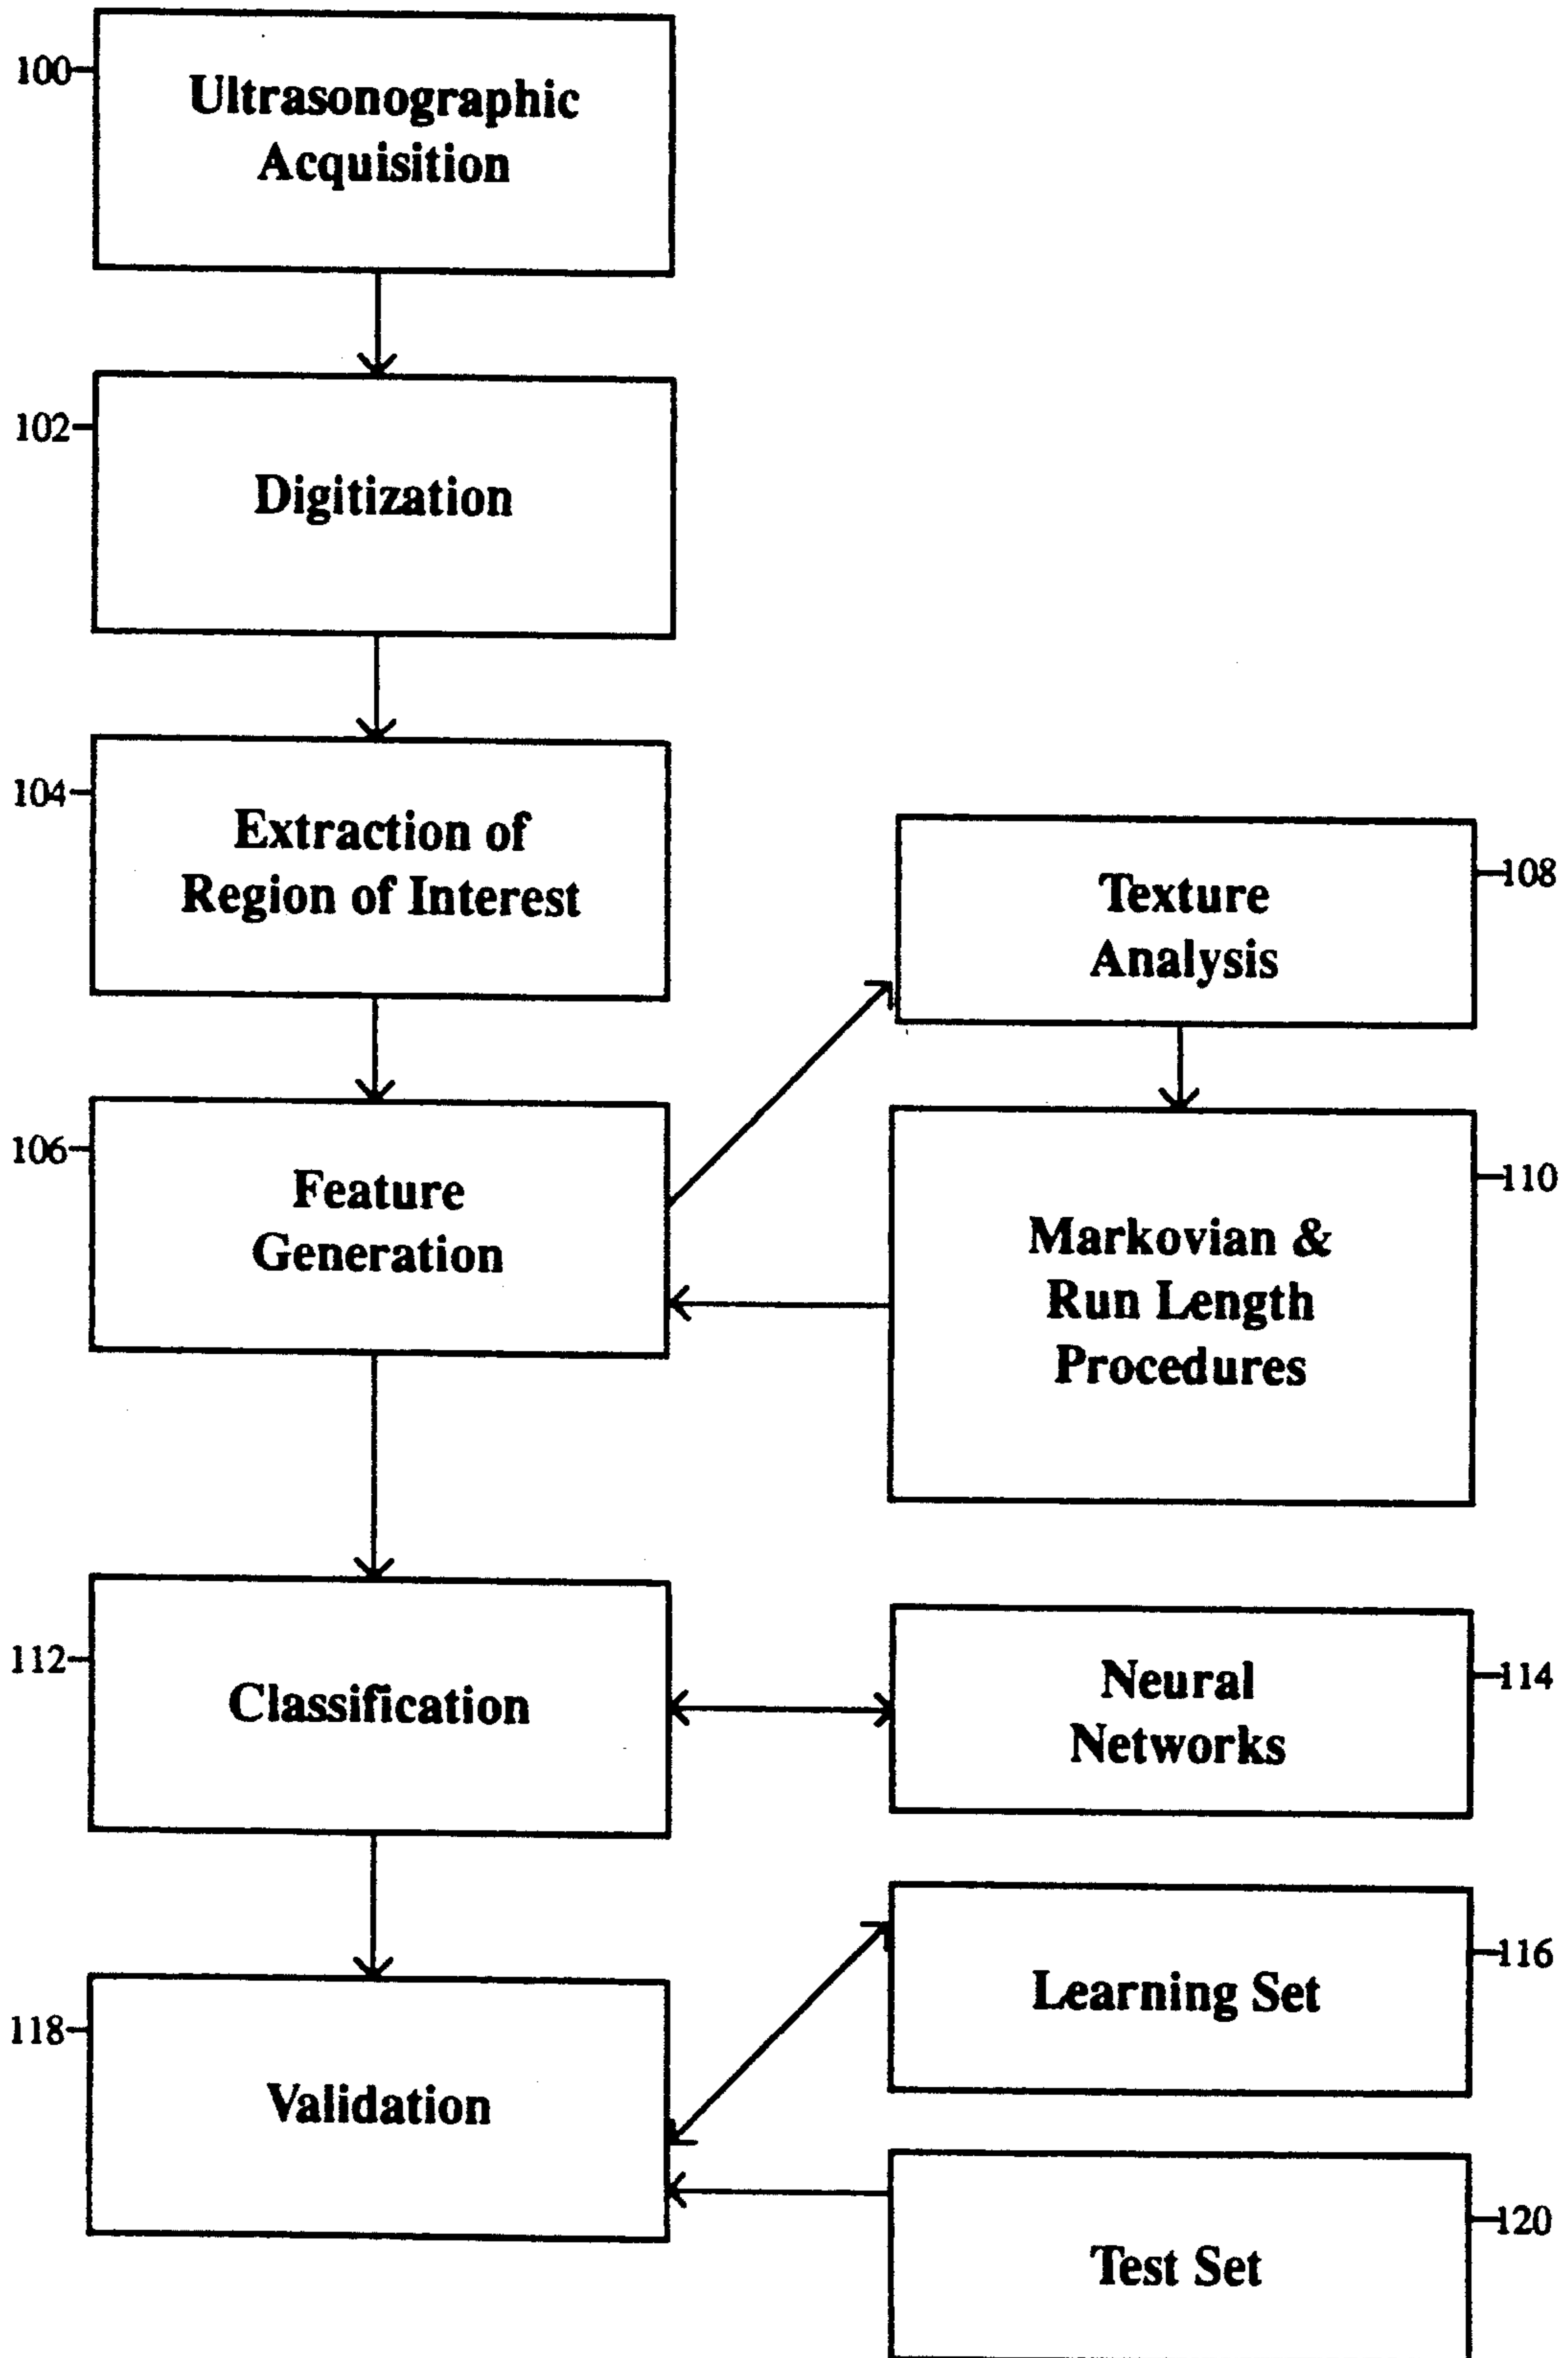 100
Ultrasonographic
Acquisition
102
Digitization
104
Extraction of
Region of Interest
108
Texture
Analysis
106
Feature
Generation
110
Markovian &
Run Length
Procedures
112
Classification
114
Neural
Networks
116
Learning Set
118
Validation
120
Test Set